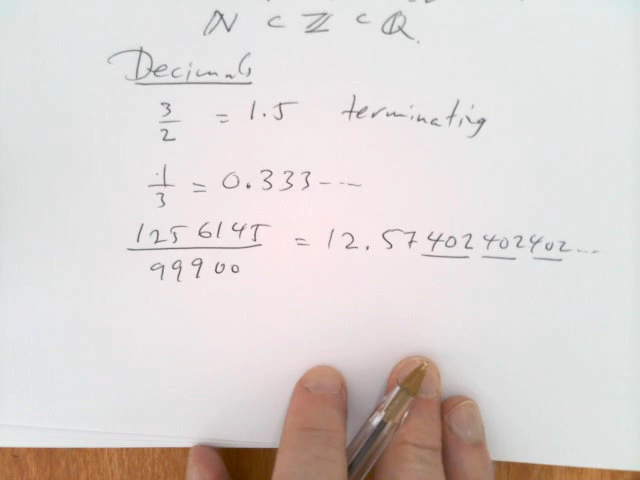 ℕ ⊂ ℤ ⊂ ℚ.
Decimals
3/2 = 1.5 terminating
1/3 = 0.333....
1256145/99900 = 12.57402402402...